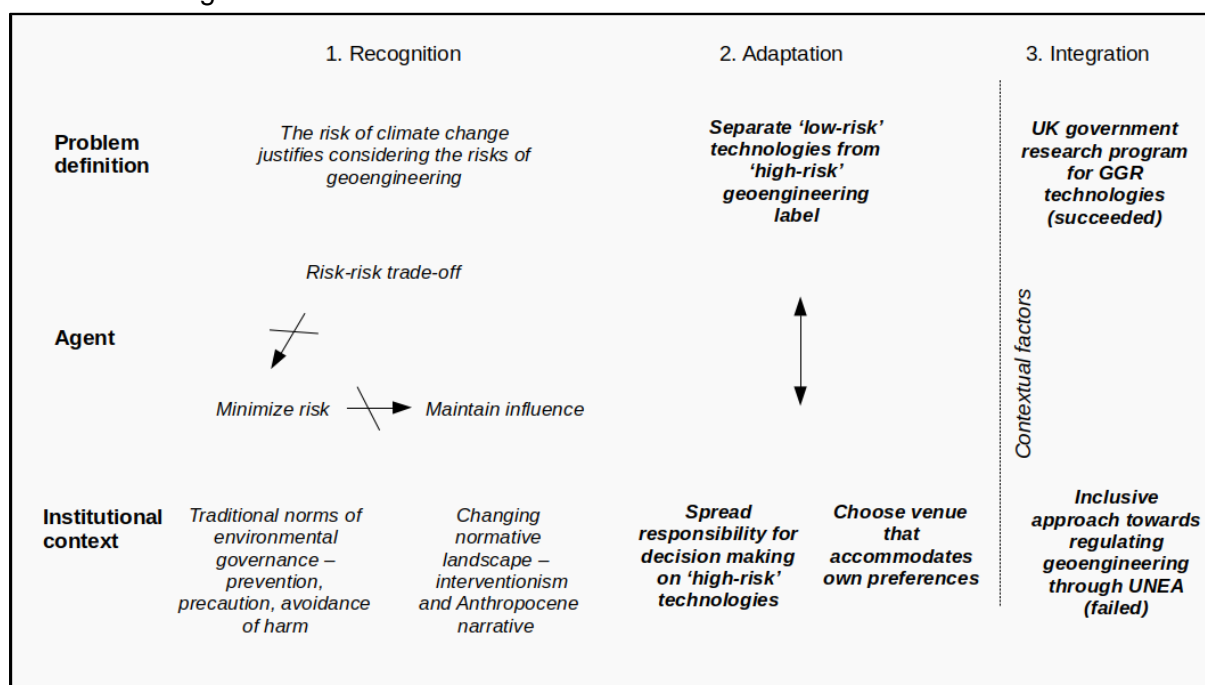 1. Recognition
2. Adaptation
3. Integration
Problem
definition
The risk of climate change
justifies considering the risks of
geoengineering
Separate ‘low-risk’
technologies from
‘high-risk’
geoengineering
label
UK government
research program
for GGR
technologies
(succeeded)
Risk-risk trade-off
Agent
Minimize risk
Maintain influence
Contextual factors
Institutional
context
Traditional norms of
environmental
governance –
prevention,
precaution, avoidance
of harm
Changing
normative
landscape –
interventionism
and Anthropocene
narrative
Spread
responsibility for
decision making
on ‘high-risk’
technologies
Choose venue
that
accommodates
own preferences
Inclusive
approach towards
regulating
geoengineering
through UNEA
(failed)